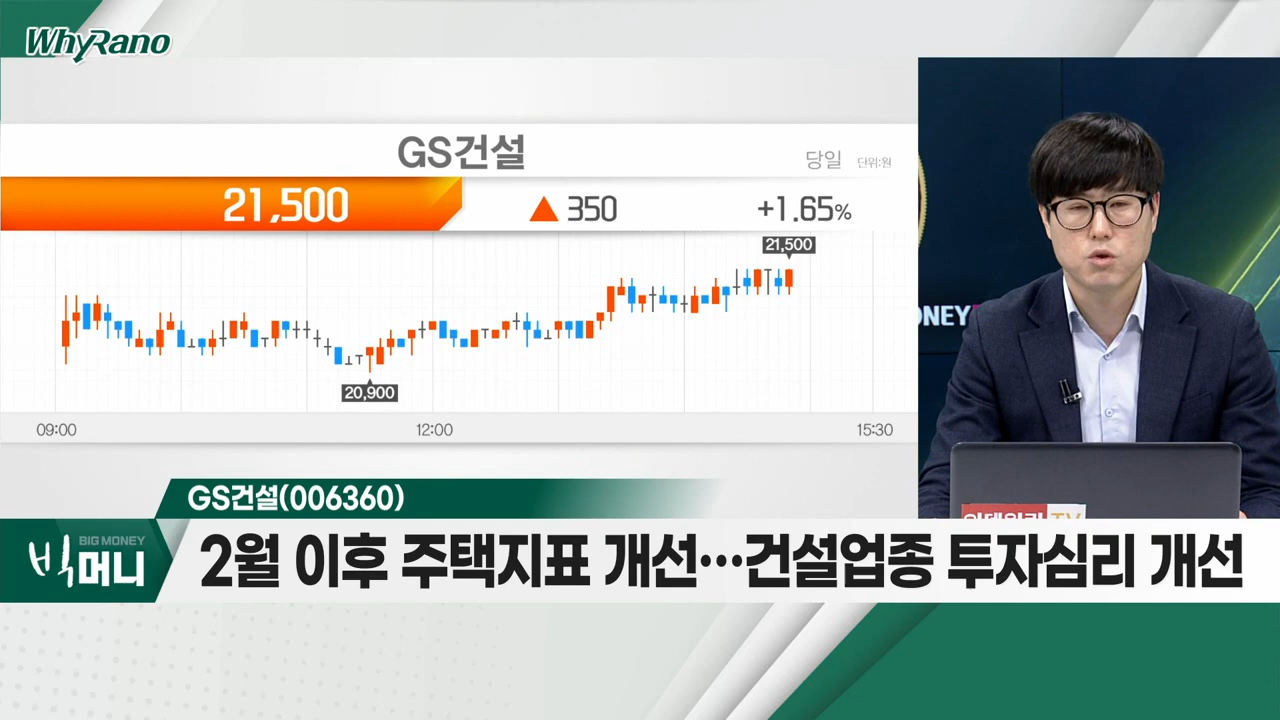 WhyRano
GS건설
당일 단위:원
21,500 ▲ 350 +1.65%
21,500
20,900
09:00 12:00 15:30
ONEY
GS건설(006360)
BIG MONEY
빅머니
2월 이후 주택지표 개선…건설업종 투자심리 개선